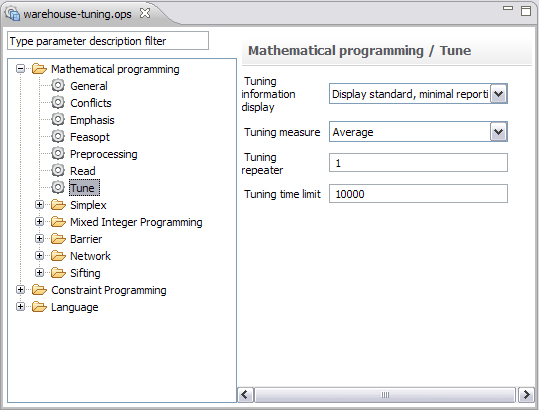 warehouse-tuning.ops
Type parameter description filter
Mathematical programming
General
Conflicts
Emphasis
Feasopt
Preprocessing
Read
Tune
Simplex
Mixed Integer Programming
Barrier
Network
Sifting
Constraint Programming
Language
Mathematical programming / Tune
Tuning
information
display
Display standard, minimal reporti
Tuning measure
Average
Tuning
repeater
1
Tuning time limit
10000